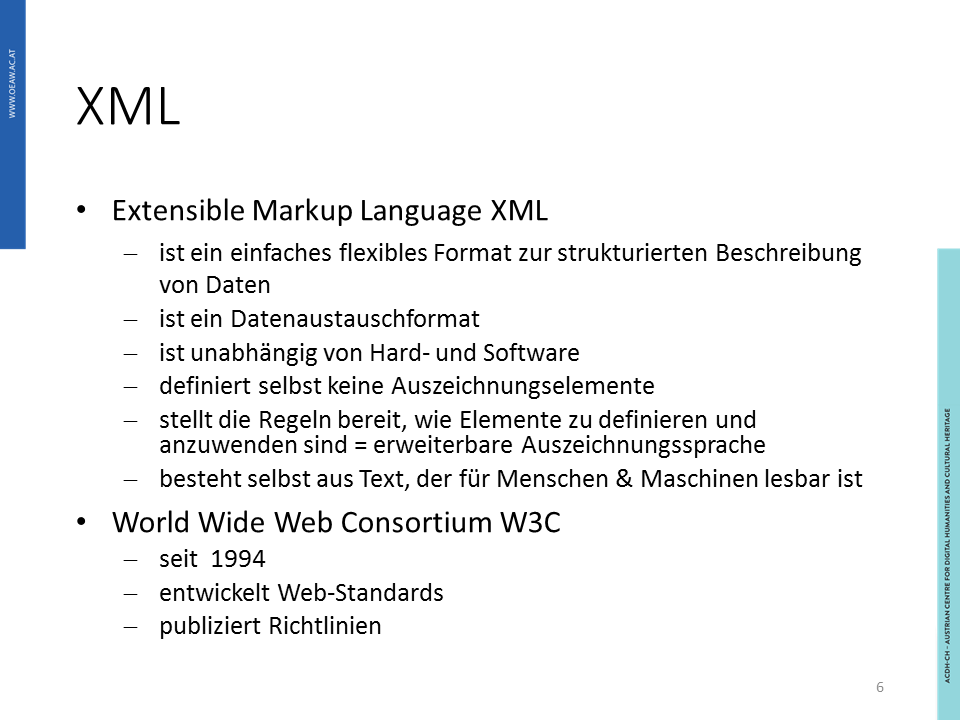 WWW.OEAW.AC.AT
XML
• Extensible Markup Language XML
– ist ein einfaches flexibles Format zur strukturierten Beschreibung
von Daten
– ist ein Datenaustauschformat
– ist unabhängig von Hard- und Software
– definiert selbst keine Auszeichnungselemente
– stellt die Regeln bereit, wie Elemente zu definieren und
anzuwenden sind = erweiterbare Auszeichnungssprache
– besteht selbst aus Text, der für Menschen & Maschinen lesbar ist
• World Wide Web Consortium W3C
– seit 1994
– entwickelt Web-Standards
– publiziert Richtlinien
ACDH-CH – AUSTRIAN CENTRE FOR DIGITAL HUMANITIES AND CULTURAL HERITAGE
6